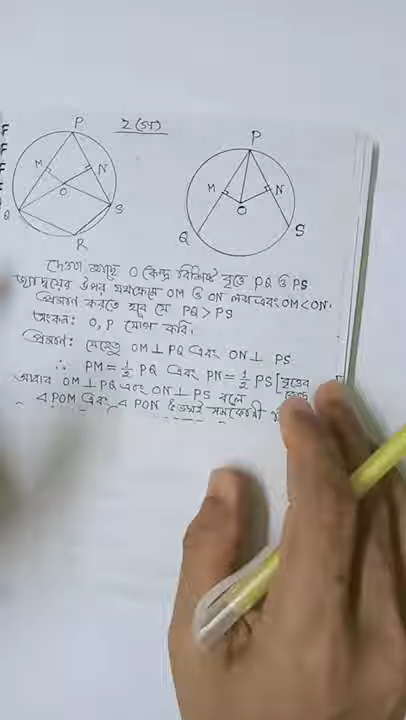 ২(গ)
P
M
N
O
Q
S
R
P
M
N
O
Q
S
দেওয়া আছে O কেন্দ্র বিশিষ্ট বৃত্তে PQ ও PS
জ্যাদ্বয়ের উপর যথাক্রমে OM ও ON লম্ব এবং OM < ON.
প্রমাণ করতে হবে যে PQ > PS
অংকন: O, P যোগ করি।
প্রমাণ: যেহেতু OM ⊥ PQ এবং ON ⊥ PS
∴ PM = 1/2 PQ এবং PN = 1/2 PS [বৃত্তের
কেন্দ্র
আবার OM ⊥ PQ এবং ON ⊥ PS বলে
△ POM এবং △ PON উভয়ই সমকোণী